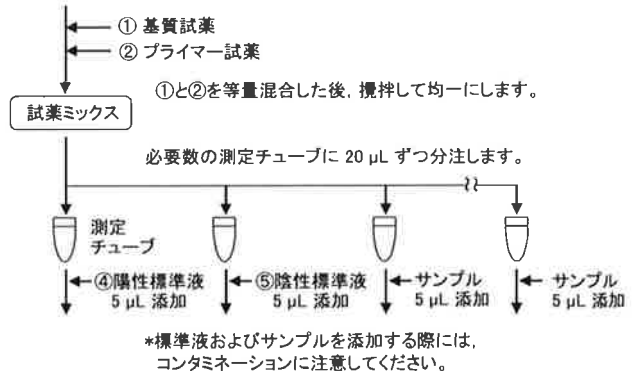 ① 基質試薬
② プライマー試薬
①と②を等量混合した後, 攪拌して均一にします。
試薬ミックス
必要数の測定チューブに 20 μL ずつ分注します。
測定
チューブ
④陽性標準液
5 μL 添加
⑤陰性標準液
5 μL 添加
サンプル
5 μL 添加
サンプル
5 μL 添加
*標準液およびサンプルを添加する際には,
コンタミネーションに注意してください。